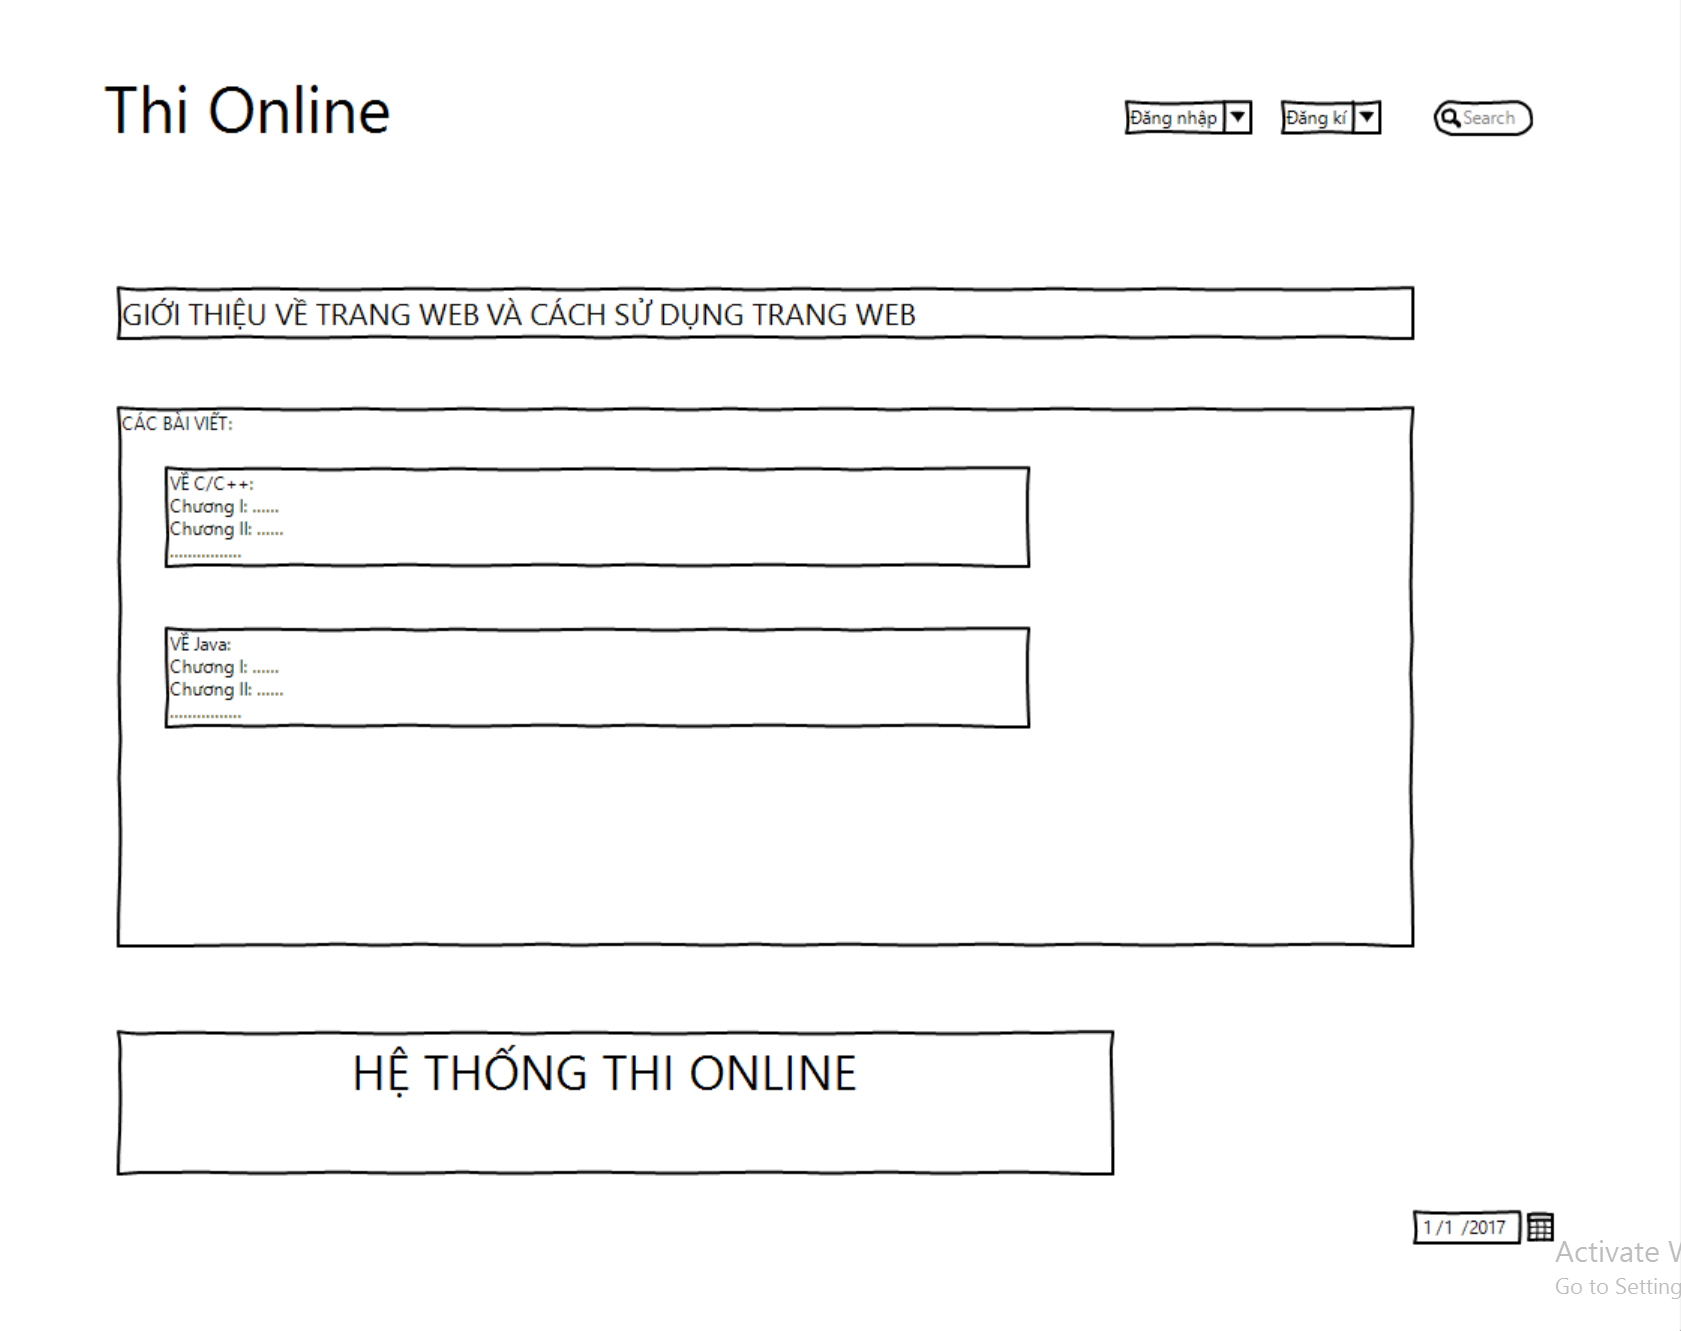 Thi Online
Đăng nhập
Đăng kí
Search
GIỚI THIỆU VỀ TRANG WEB VÀ CÁCH SỬ DỤNG TRANG WEB
CÁC BÀI VIẾT:
VỀ C/C++:
Chương I: ......
Chương II: ......
................
VỀ Java:
Chương I: ......
Chương II: ......
................
HỆ THỐNG THI ONLINE
1 /1 /2017
Activate
Go to Setting